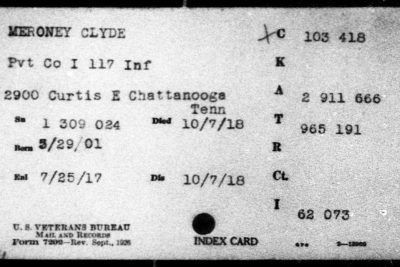 MERONEY CLYDE
C 103 418
Pvt Co I 117 Inf
K
2900 Curtis E Chattanooga
Tenn
A 2 911 666
Sn 1 309 024 Died 10/7/18
T 965 191
Born 3/29/01
R
Enl 7/25/17 Dis 10/7/18
Ct.
I 62 073
U. S. VETERANS BUREAU
MAIL AND RECORDS
Form 7209—Rev. Sept., 1926
INDEX CARD